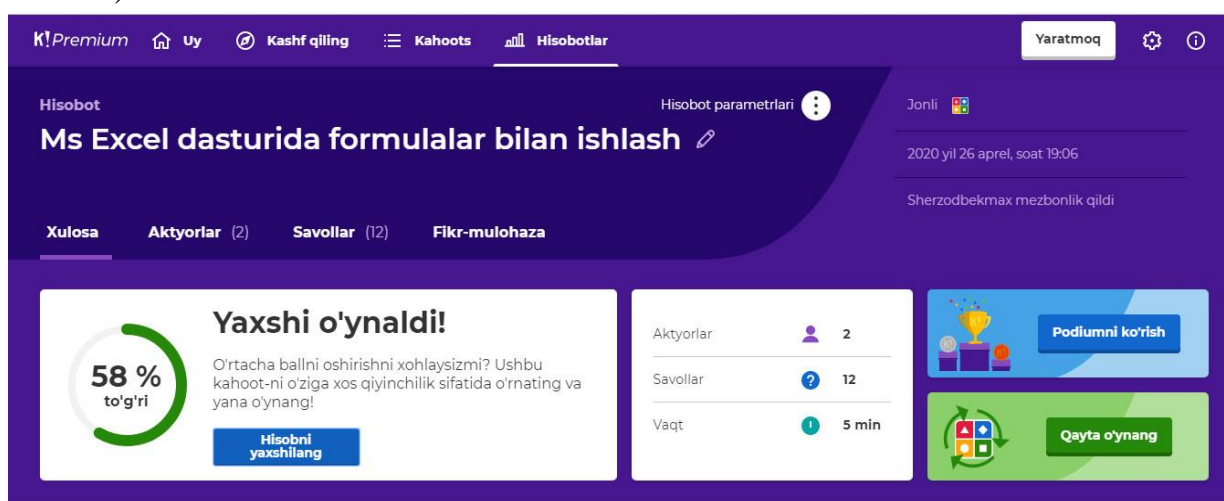 K! Premium Uy Kashf qiling Kahoots Hisobotlar Yaratmoq
Hisobot
Hisobot parametrlari
Ms Excel dasturida formulalar bilan ishlash
Jonli
2020 yil 26 aprel, soat 19:06
Sherzodbekmax mezbonlik qildi
Xulosa Aktyorlar (2) Savollar (12) Fikr-mulohaza
58 %
to'g'ri
Yaxshi o'ynaldi!
O'rtacha ballni oshirishni xohlaysizmi? Ushbu
kahoot-ni o'ziga xos qiyinchilik sifatida o'rnating va
yana o'ynang!
Hisobni
yaxshilang
Aktyorlar 2
Savollar 12
Vaqt 5 min
Podiumni ko'rish
Qayta o'ynang